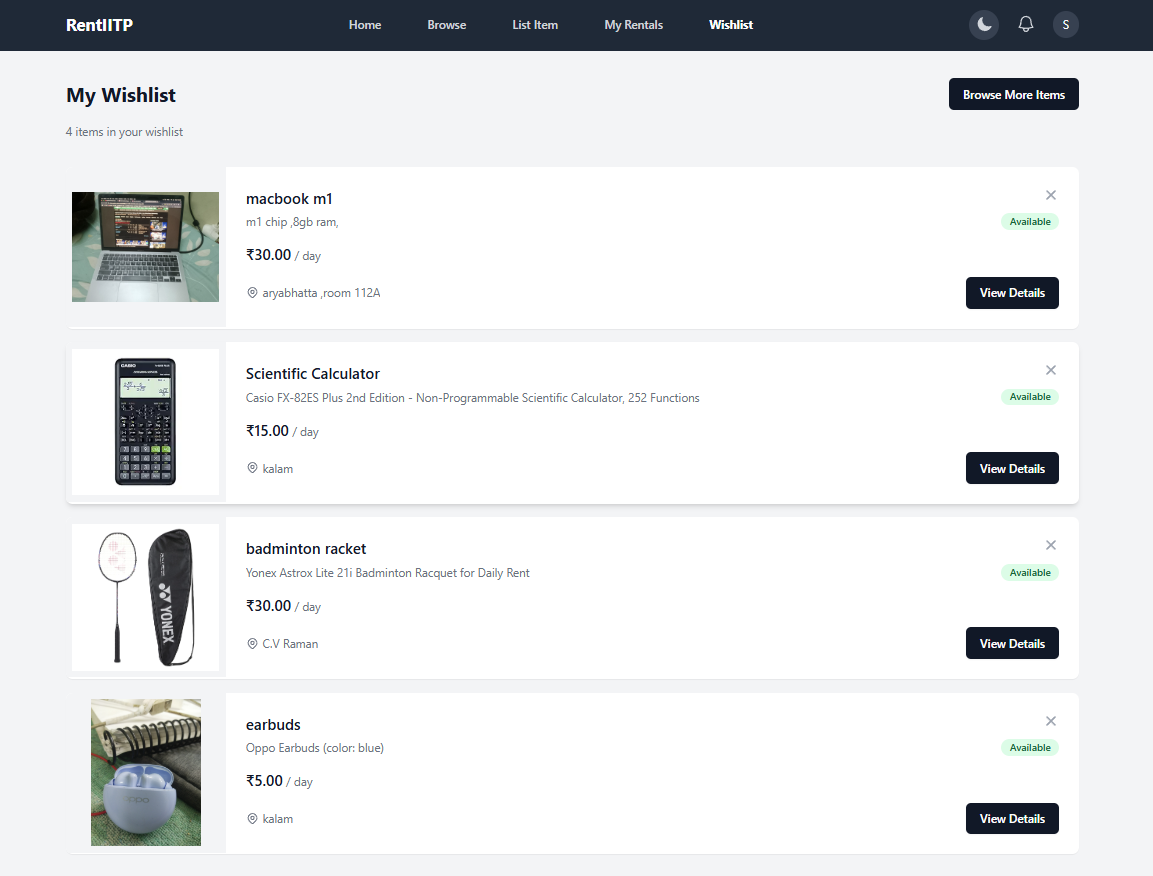 RentIITP Home Browse List Item My Rentals Wishlist S
My Wishlist
Browse More Items
4 items in your wishlist
macbook m1
m1 chip ,8gb ram,
Available
₹30.00 / day
aryabhatta ,room 112A
View Details
CASIO
Scientific Calculator
Casio FX-82ES Plus 2nd Edition - Non-Programmable Scientific Calculator, 252 Functions
Available
₹15.00 / day
kalam
View Details
YONEX
badminton racket
Yonex Astrox Lite 21i Badminton Racquet for Daily Rent
Available
₹30.00 / day
C.V Raman
View Details
oppo
earbuds
Oppo Earbuds (color: blue)
Available
₹5.00 / day
kalam
View Details